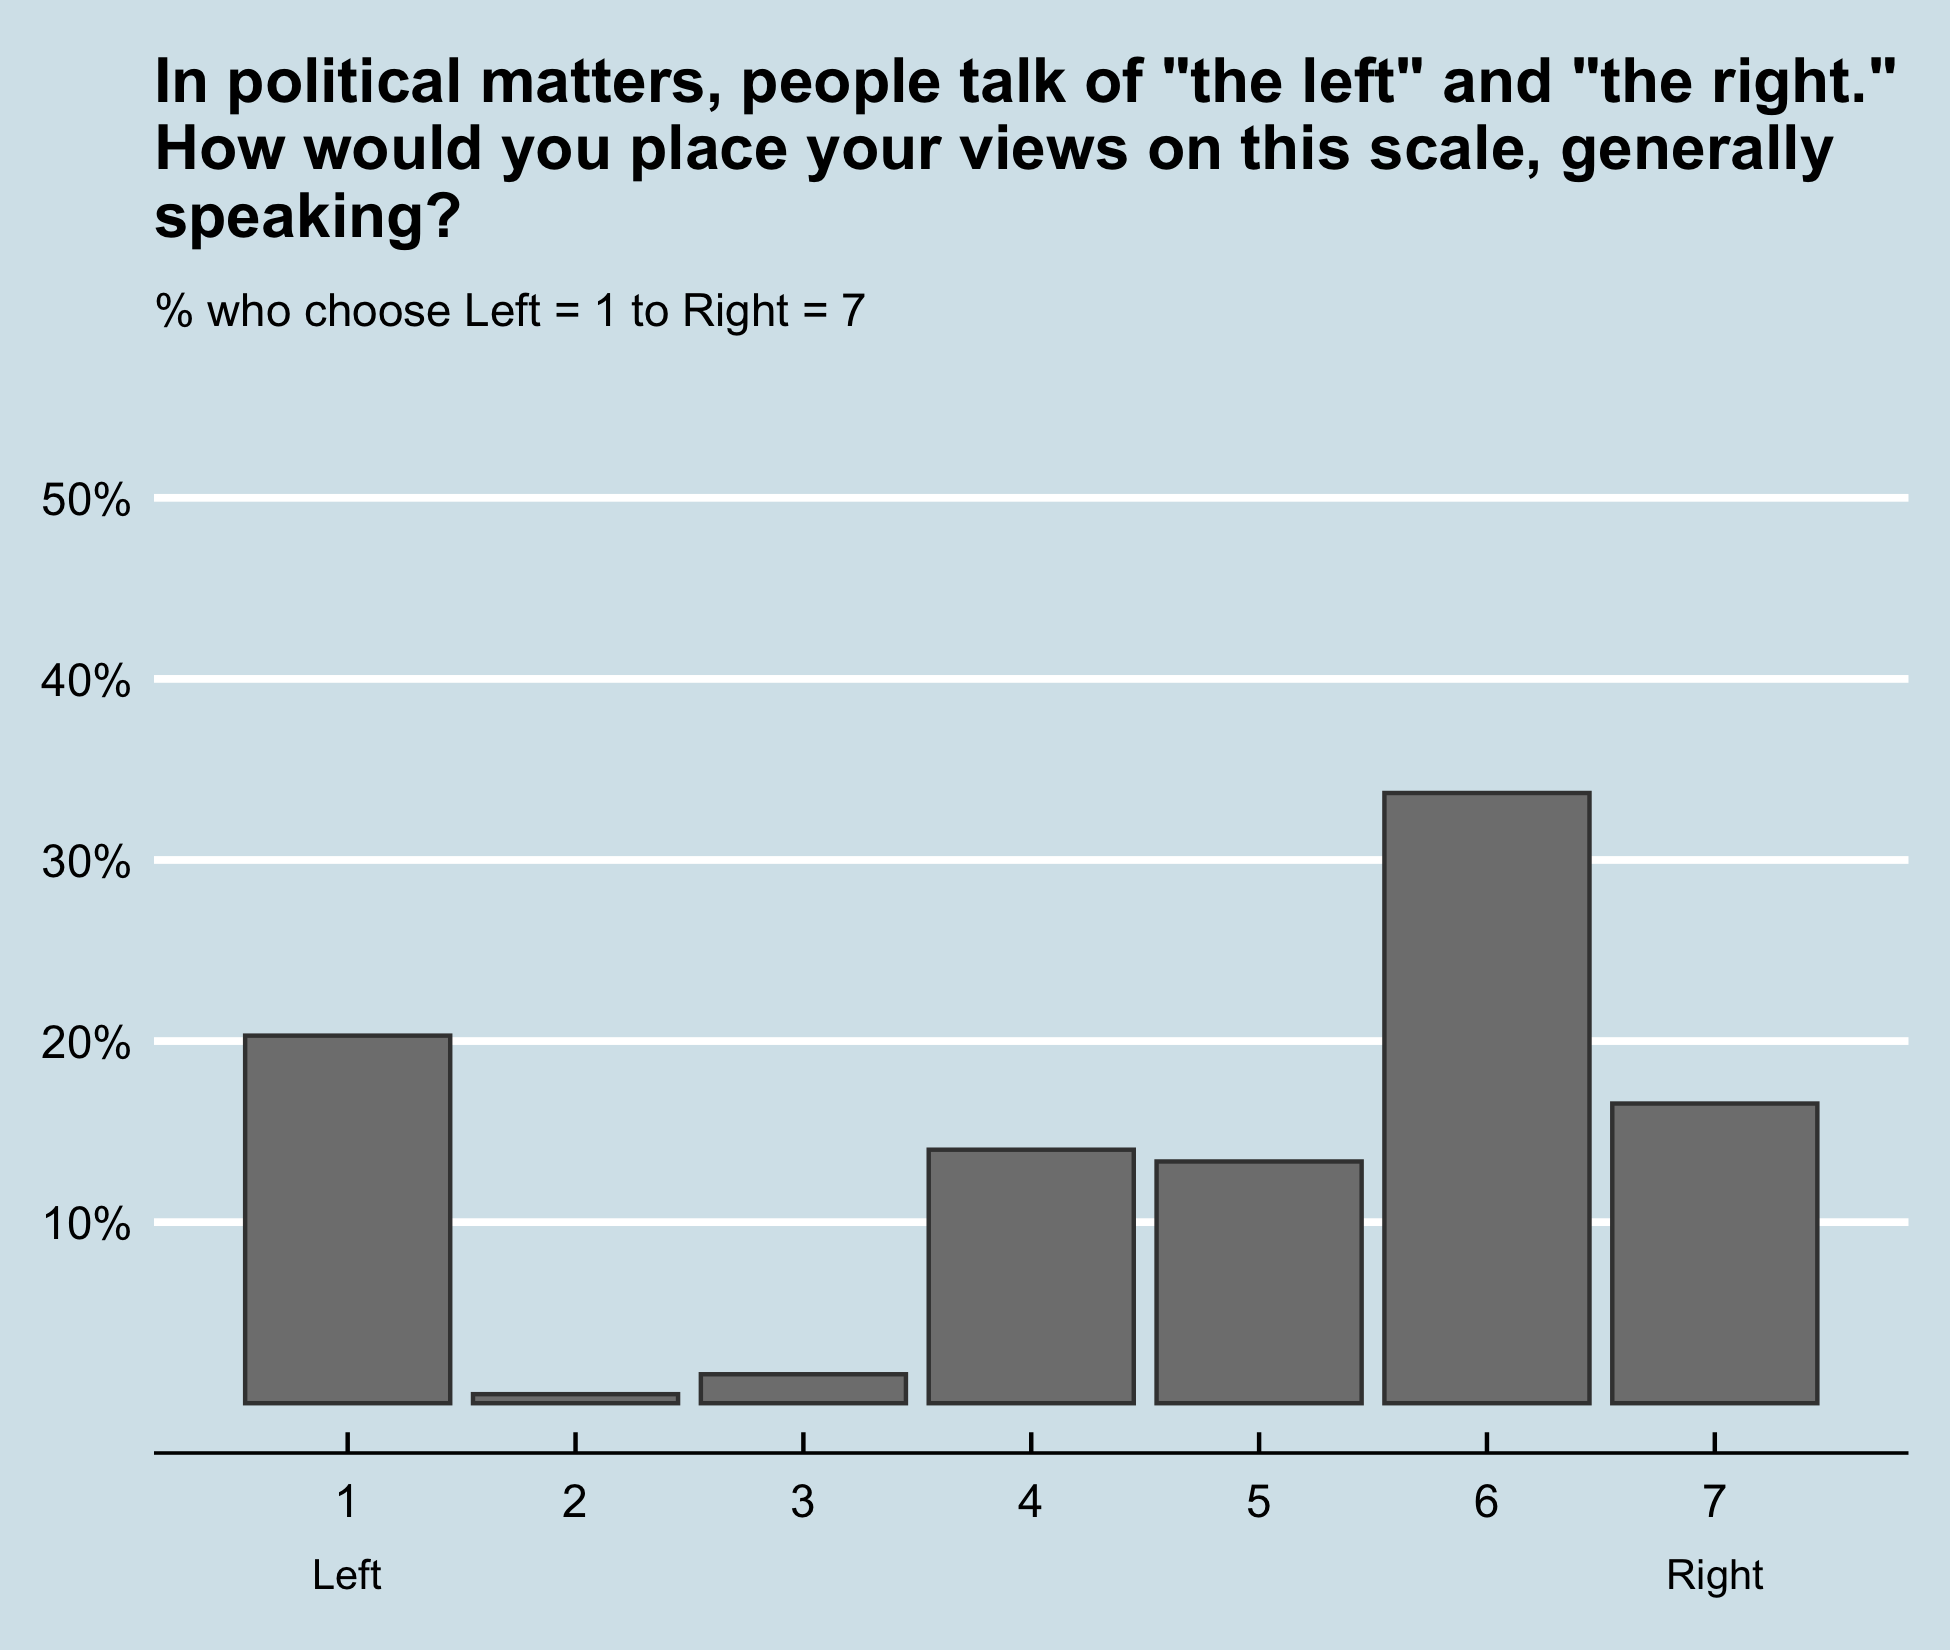 In political matters, people talk of "the left" and "the right."
How would you place your views on this scale, generally
speaking?
% who choose Left = 1 to Right = 7
50%
40%
30%
20%
10%
1 2 3 4 5 6 7
Left Right